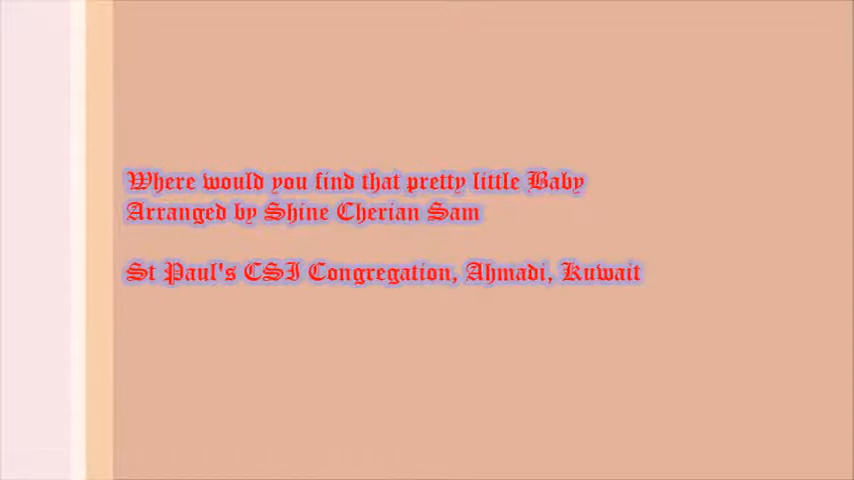 Where would you find that pretty little Baby
Arranged by Shine Cherian Sam
St Paul's CSI Congregation, Ahmadi, Kuwait